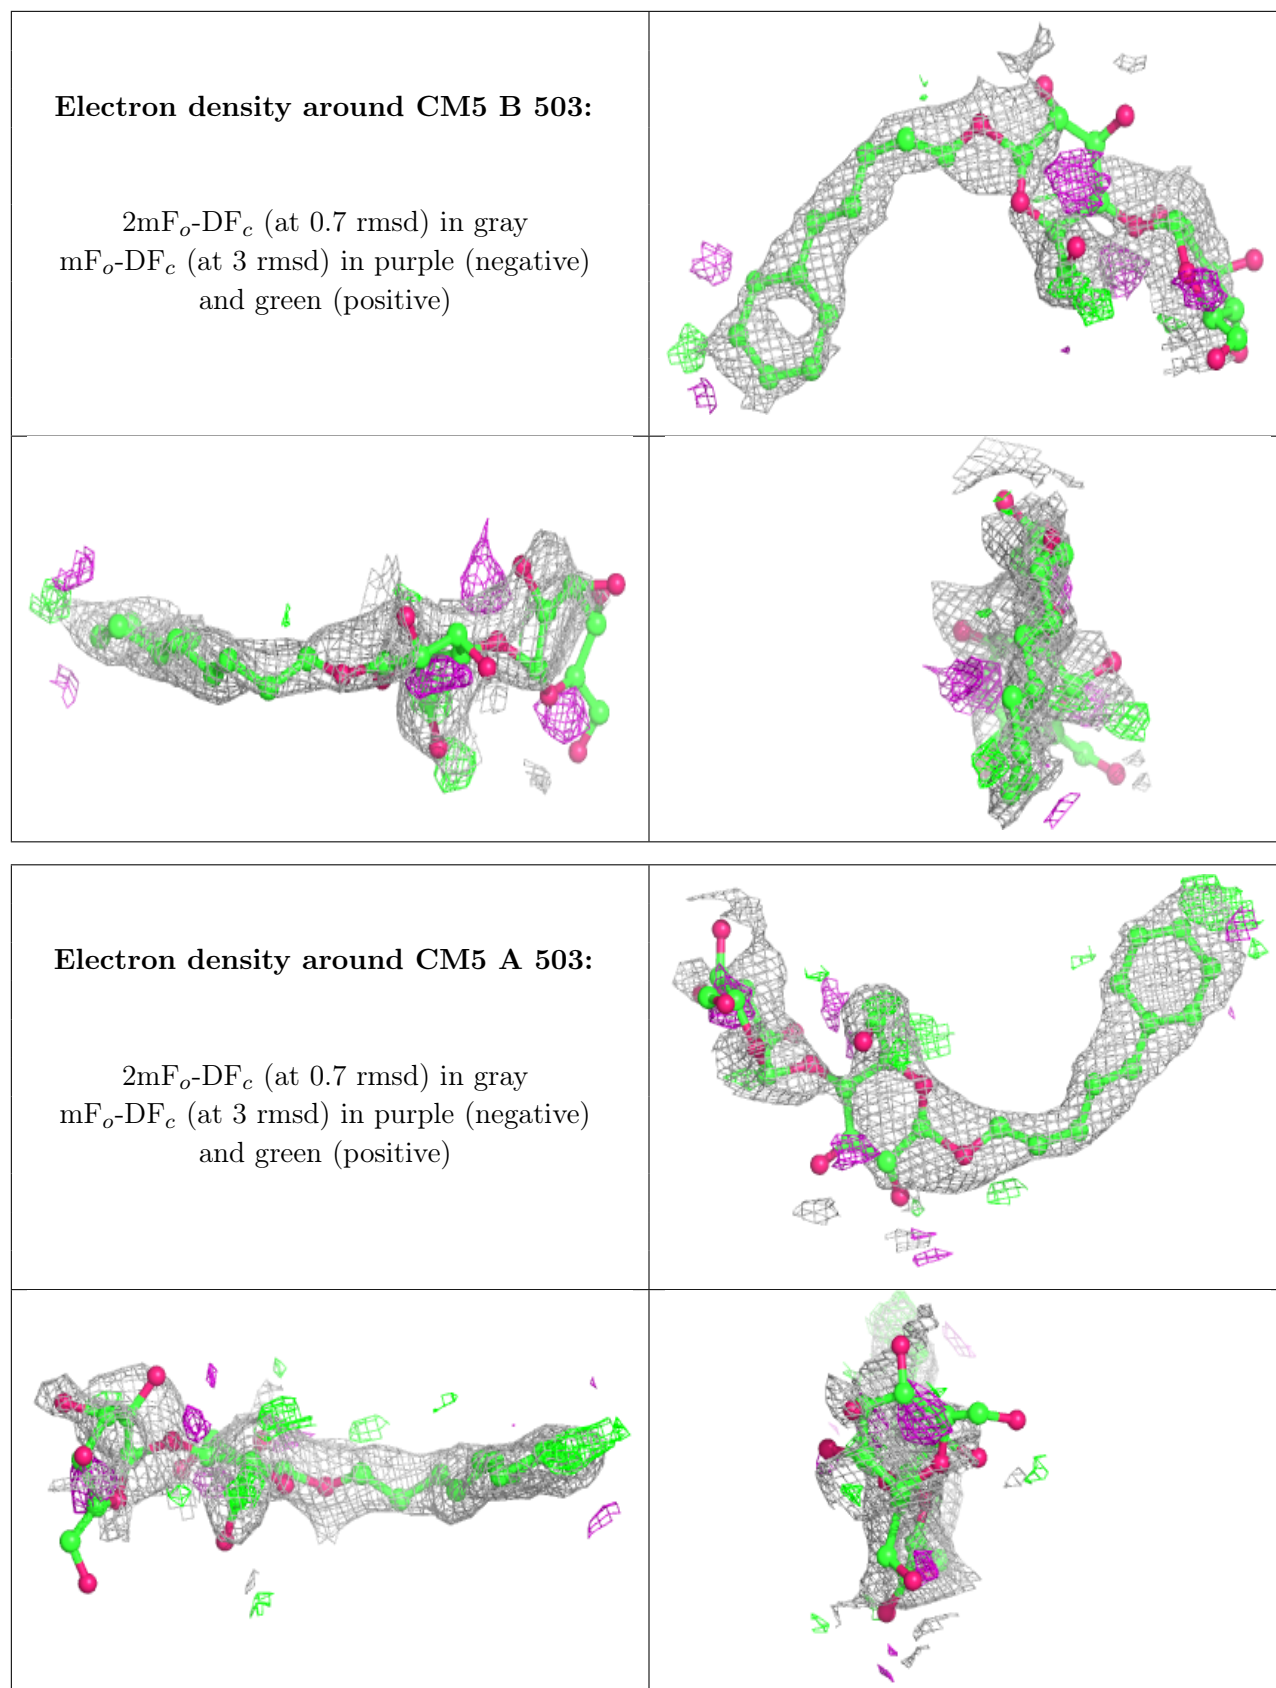 Electron density around CM5 B 503:
2mFo-DFc (at 0.7 rmsd) in gray
mFo-DFc (at 3 rmsd) in purple (negative)
and green (positive)
Electron density around CM5 A 503:
2mFo-DFc (at 0.7 rmsd) in gray
mFo-DFc (at 3 rmsd) in purple (negative)
and green (positive)